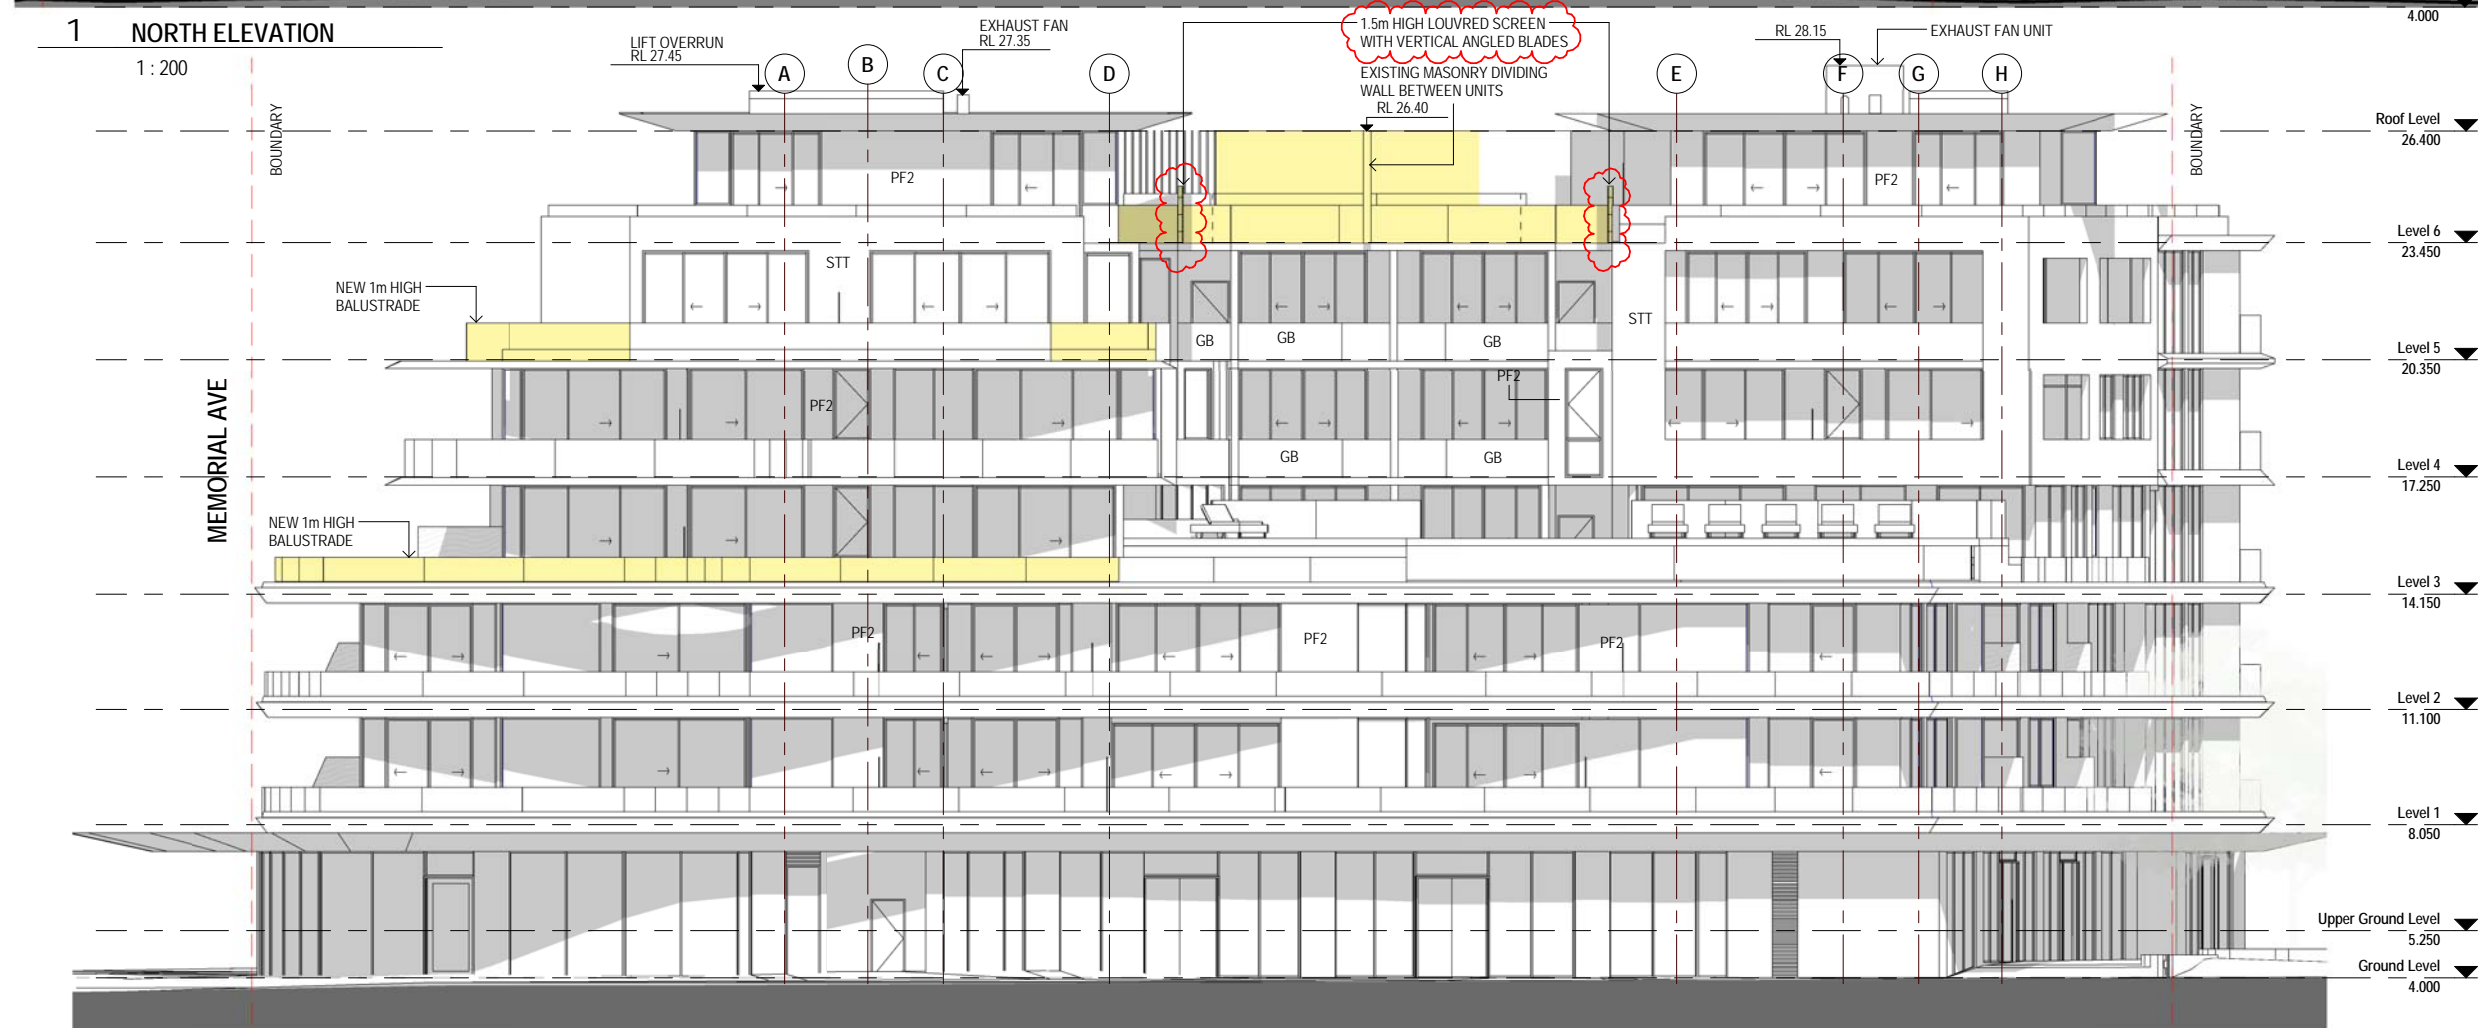 4.000
1 NORTH ELEVATION
1 : 200
LIFT OVERRUN
RL 27.45
EXHAUST FAN
RL 27.35
1.5m HIGH LOUVRED SCREEN
WITH VERTICAL ANGLED BLADES
EXISTING MASONRY DIVIDING
WALL BETWEEN UNITS
RL 26.40
RL 28.15
EXHAUST FAN UNIT
A
B
C
D
E
F
G
H
BOUNDARY
BOUNDARY
Roof Level
26.400
PF2
PF2
Level 6
23.450
STT
NEW 1m HIGH
BALUSTRADE
STT
GB
GB
GB
Level 5
20.350
MEMORIAL AVE
PF2
PF2
GB
GB
Level 4
17.250
NEW 1m HIGH
BALUSTRADE
Level 3
14.150
PF2
PF2
PF2
Level 2
11.100
Level 1
8.050
Upper Ground Level
5.250
Ground Level
4.000